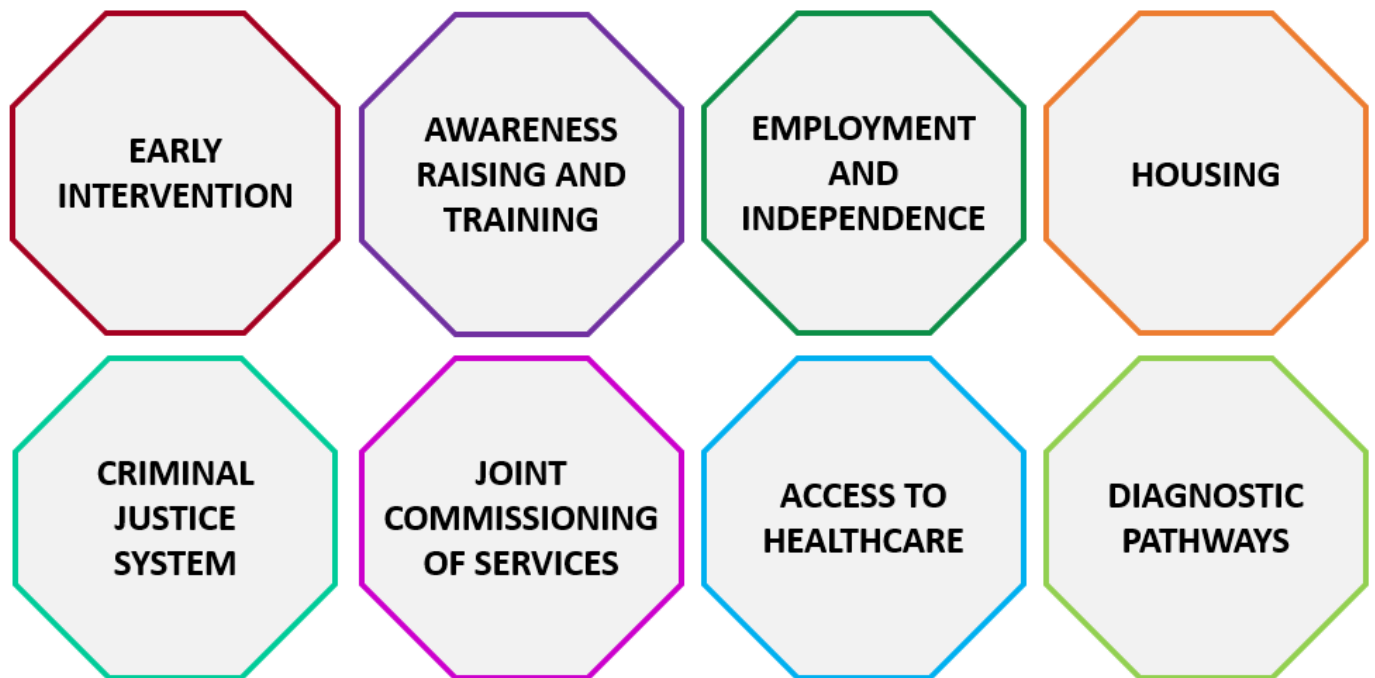 EARLY
INTERVENTION
AWARENESS
RAISING AND
TRAINING
EMPLOYMENT
AND
INDEPENDENCE
HOUSING
CRIMINAL
JUSTICE
SYSTEM
JOINT
COMMISSIONING
OF SERVICES
ACCESS TO
HEALTHCARE
DIAGNOSTIC
PATHWAYS